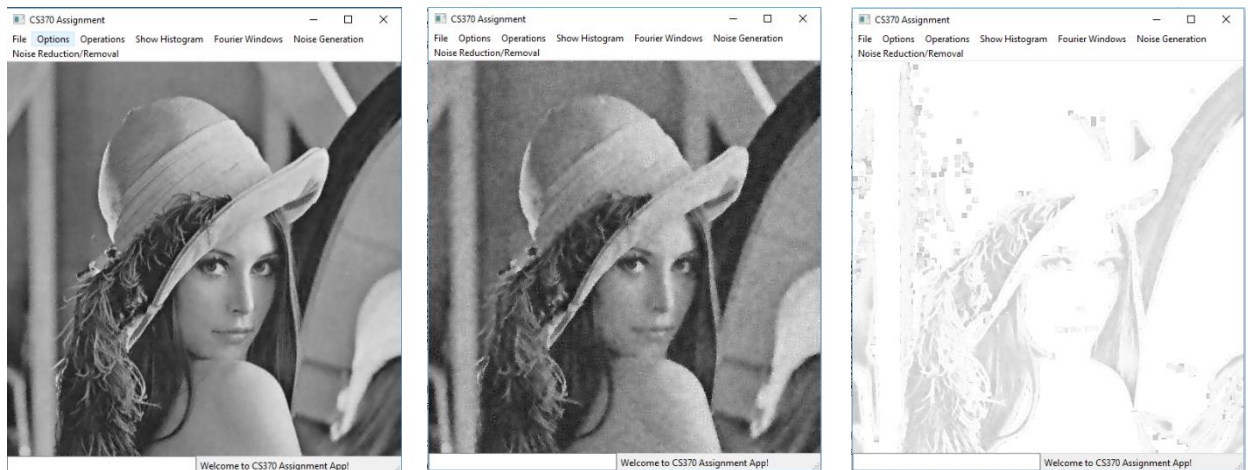 CS370 Assignment
File Options Operations Show Histogram Fourier Windows Noise Generation
Noise Reduction/Removal
Welcome to CS370 Assignment App!
CS370 Assignment
File Options Operations Show Histogram Fourier Windows Noise Generation
Noise Reduction/Removal
Welcome to CS370 Assignment App!
CS370 Assignment
File Options Operations Show Histogram Fourier Windows Noise Generation
Noise Reduction/Removal
Welcome to CS370 Assignment App!